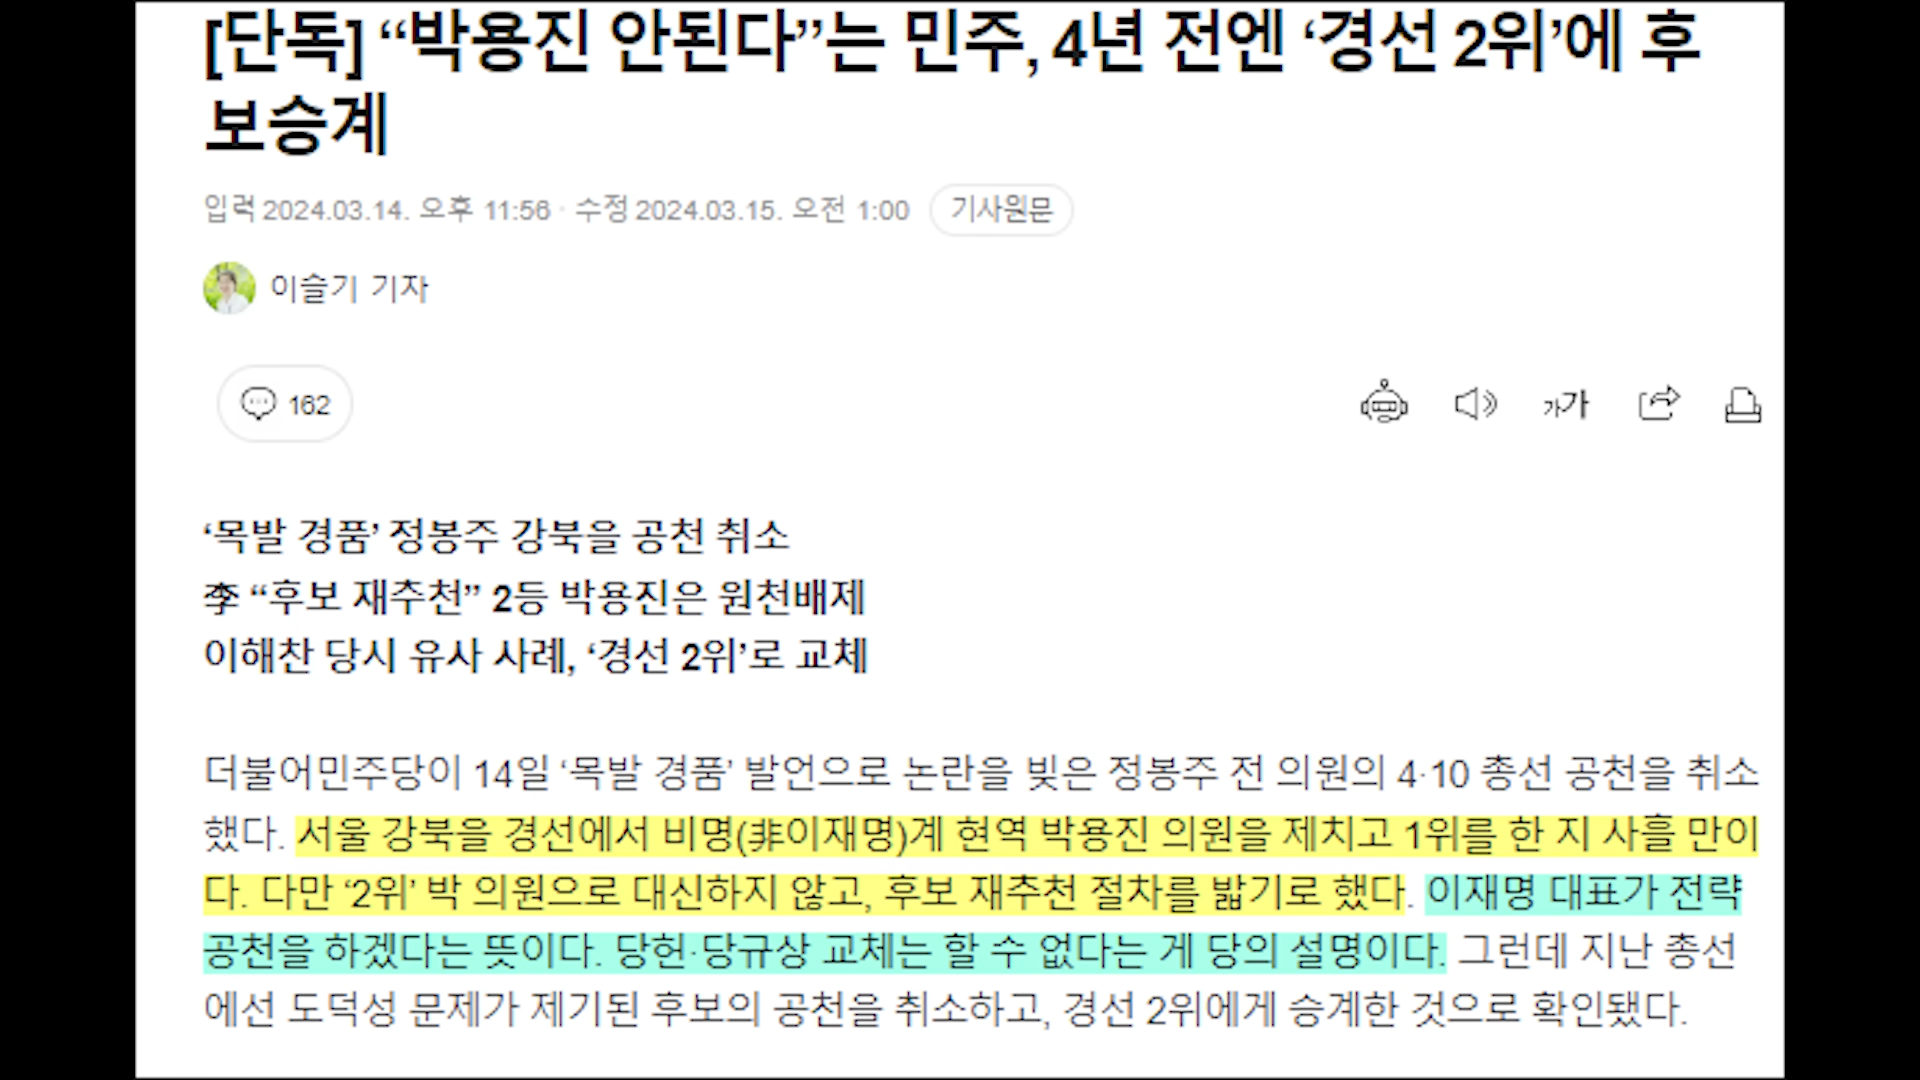 [단독] “박용진 안된다”는 민주, 4년 전엔 ‘경선 2위’에 후
보승계
입력 2024.03.14. 오후 11:56 · 수정 2024.03.15. 오전 1:00 기사원문
이슬기 기자
162
가가
‘목발 경품’ 정봉주 강북을 공천 취소
李 “후보 재추천” 2등 박용진은 원천배제
이해찬 당시 유사 사례, ‘경선 2위’로 교체
더불어민주당이 14일 ‘목발 경품’ 발언으로 논란을 빚은 정봉주 전 의원의 4·10 총선 공천을 취소
했다. 서울 강북을 경선에서 비명(非이재명)계 현역 박용진 의원을 제치고 1위를 한 지 사흘 만이
다. 다만 ‘2위’ 박 의원으로 대신하지 않고, 후보 재추천 절차를 밟기로 했다. 이재명 대표가 전략
공천을 하겠다는 뜻이다. 당헌·당규상 교체는 할 수 없다는 게 당의 설명이다. 그런데 지난 총선
에선 도덕성 문제가 제기된 후보의 공천을 취소하고, 경선 2위에게 승계한 것으로 확인됐다.